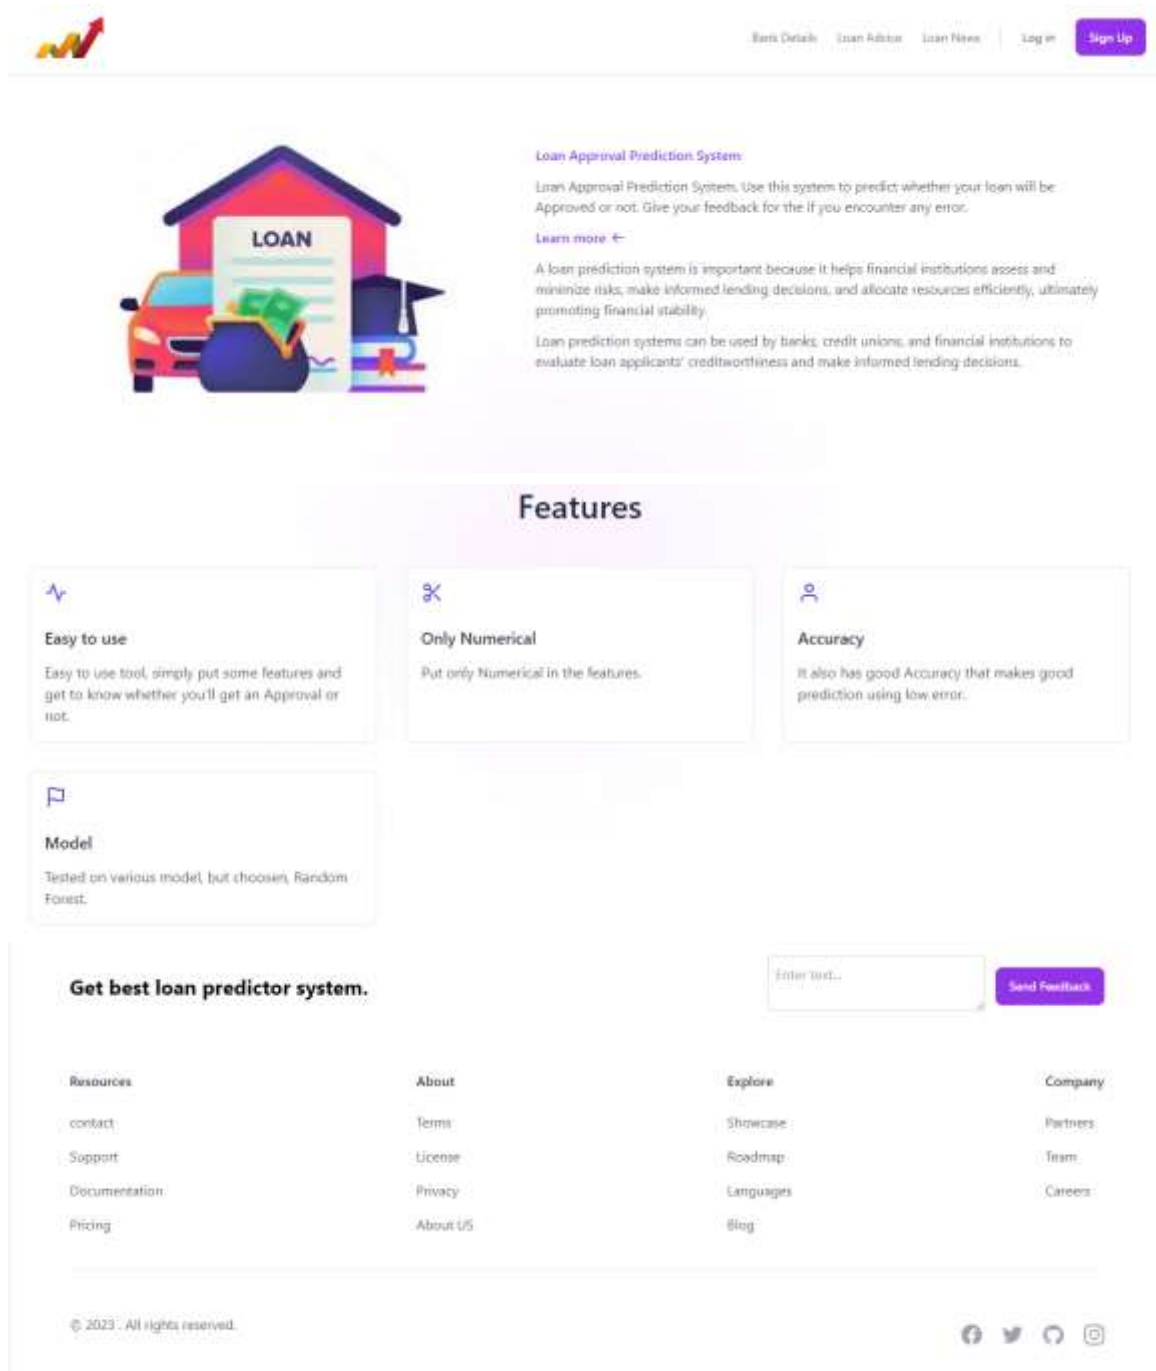 Bank Details Loan Advise Loan News Log in Sign Up
LOAN
Loan Approval Prediction System
Loan Approval Prediction System. Use this system to predict whether your loan will be
Approved or not. Give your feedback for the if you encounter any error.
Learn more ←
A loan prediction system is important because it helps financial institutions assess and
minimize risks, make informed lending decisions, and allocate resources efficiently, ultimately
promoting financial stability.
Loan prediction systems can be used by banks, credit unions, and financial institutions to
evaluate loan applicants' creditworthiness and make informed lending decisions.
Features
Easy to use
Easy to use tool, simply put some features and
get to know whether you'll get an Approval or
not.
Only Numerical
Put only Numerical in the features.
Accuracy
It also has good Accuracy that makes good
prediction using low error.
Model
Tested on various model, but choosen, Random
Forest.
Get best loan predictor system.
Enter text...
Send Feedback
Resources
contact
Support
Documentation
Pricing
About
Terms
License
Privacy
About US
Explore
Showcase
Roadmap
Languages
Blog
Company
Partners
Team
Careers
© 2023 . All rights reserved.